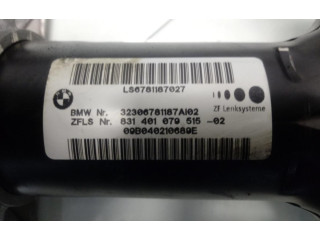 LS6781187027
BMW Nr. 32306781187AI02
ZFLS Nr. 831 401 079 515 -02
ZF Lenksysteme
09B040210689E